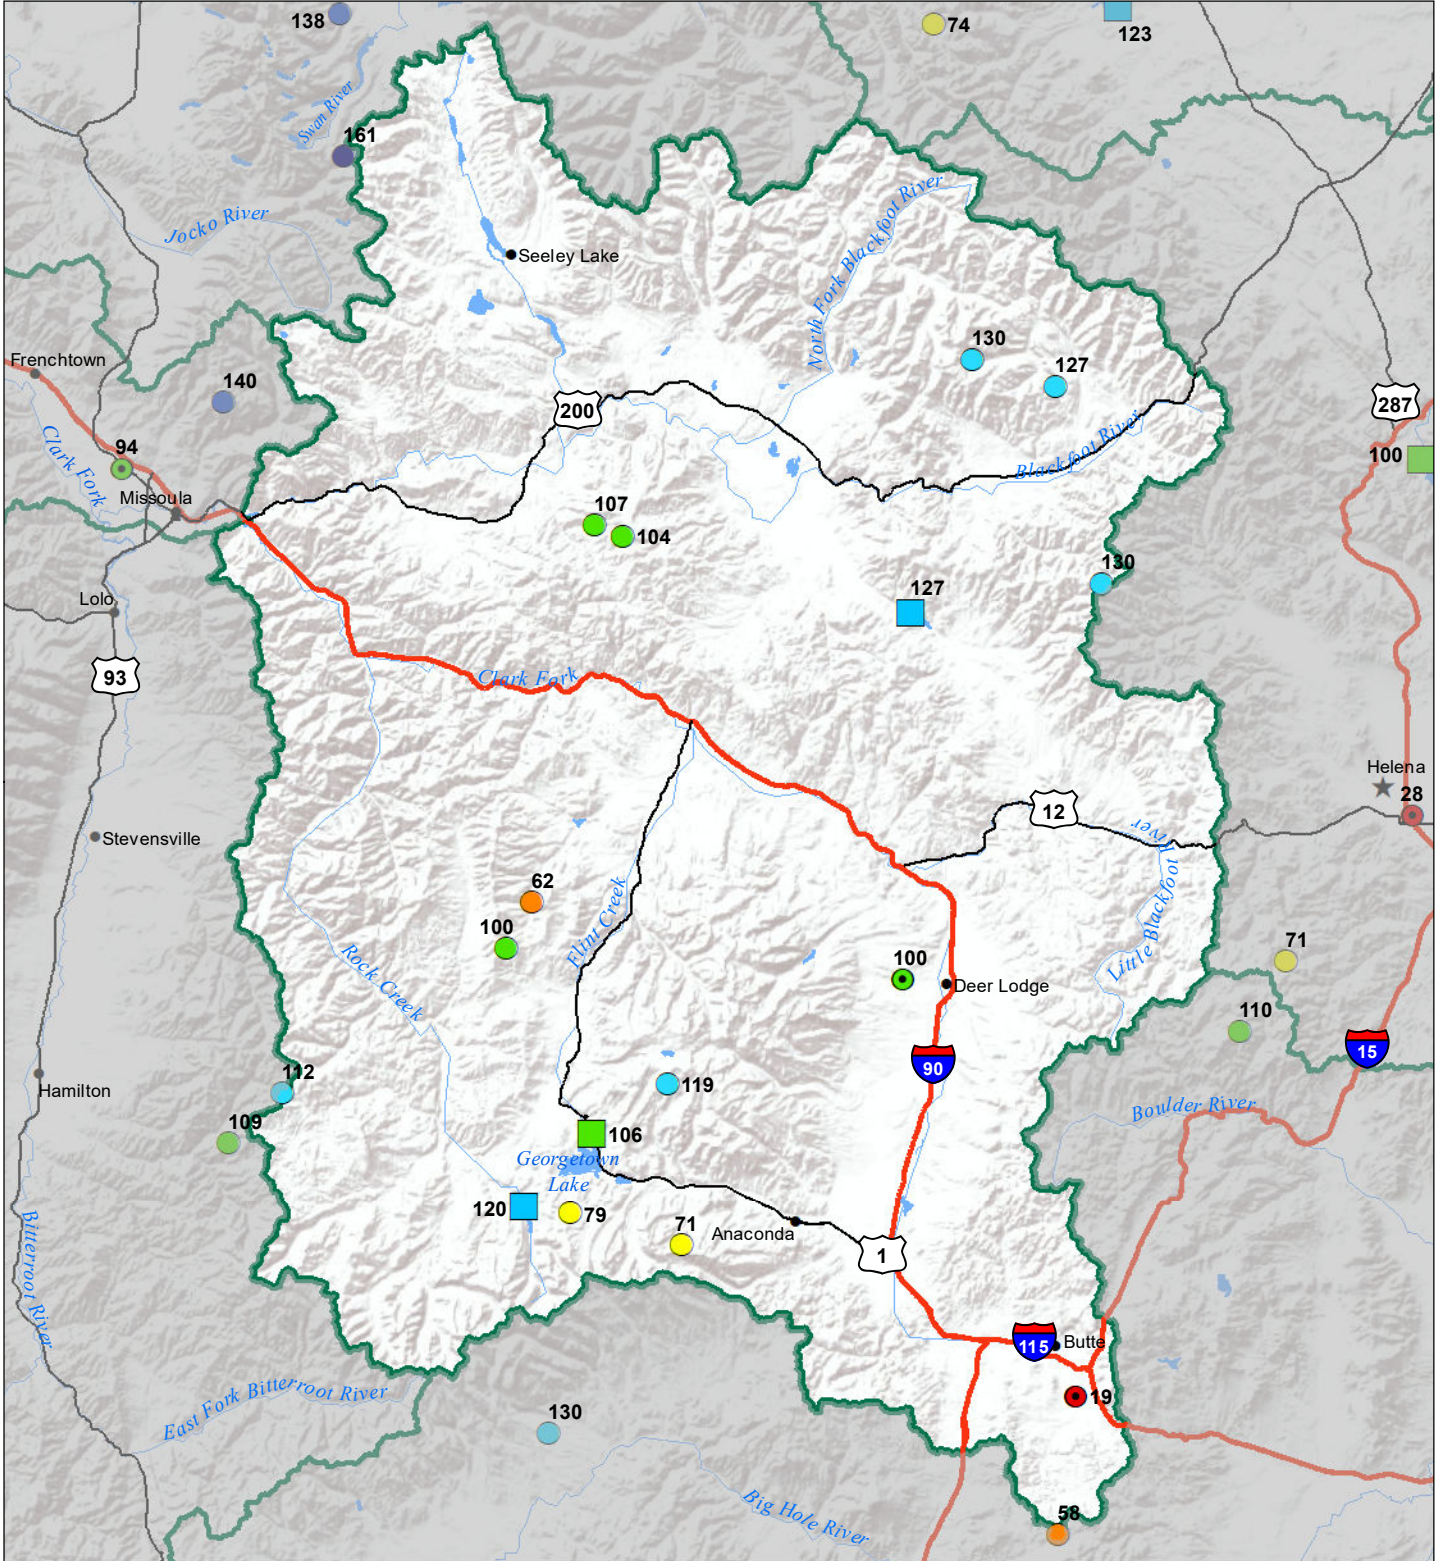 138
74
123
Swan River
161
Jocko River
North Fork Blackfoot River
Seeley Lake
130
127
Frenchtown
140
200
287
Clark Fork
94
Blackfoot River
100
Missoula
107
104
130
127
Lolo
93
Clark Fork
Helena
28
12
Little Blackfoot River
Stevensville
62
100
Flint Creek
Rock Creek
100
Deer Lodge
71
110
15
90
112
119
Hamilton
109
106
Boulder River
Georgetown
Lake
120
79
71
Anaconda
1
Bitterroot River
115
Butte
19
East Fork Bitterroot River
130
Big Hole River
58